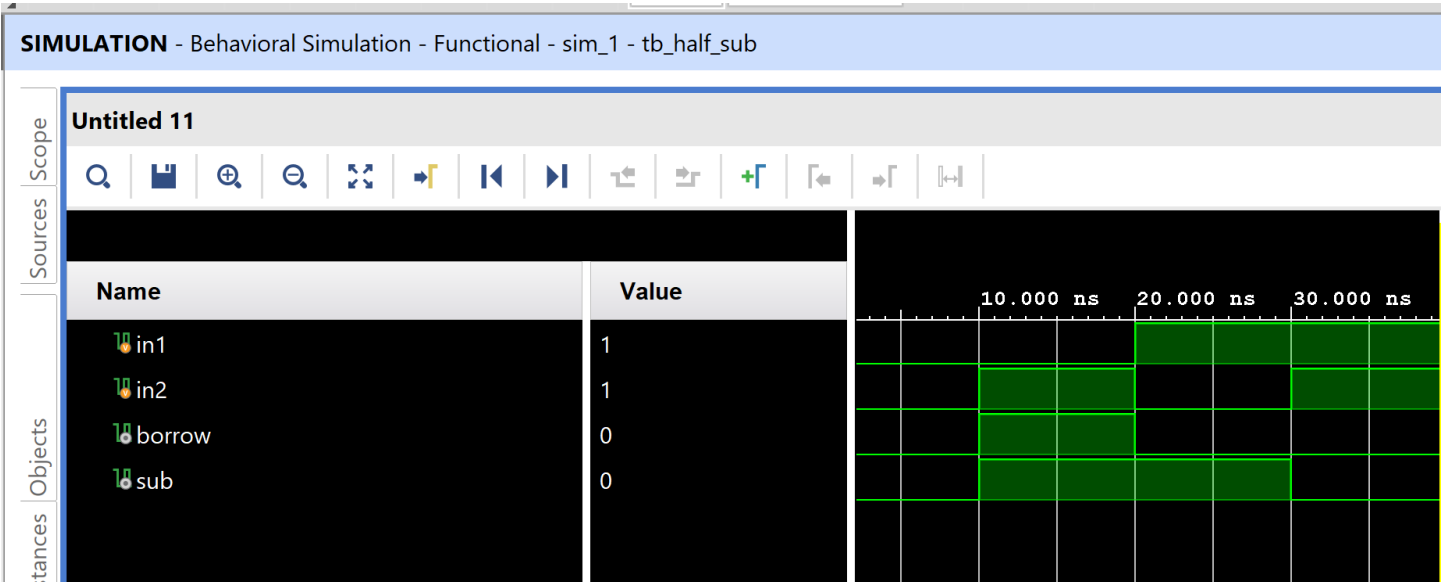 SIMULATION - Behavioral Simulation - Functional - sim_1 - tb_half_sub
Scope
Sources
Objects
Untitled 11
Name Value
10.000 ns 20.000 ns 30.000 ns
in1 1
in2 1
borrow 0
sub 0